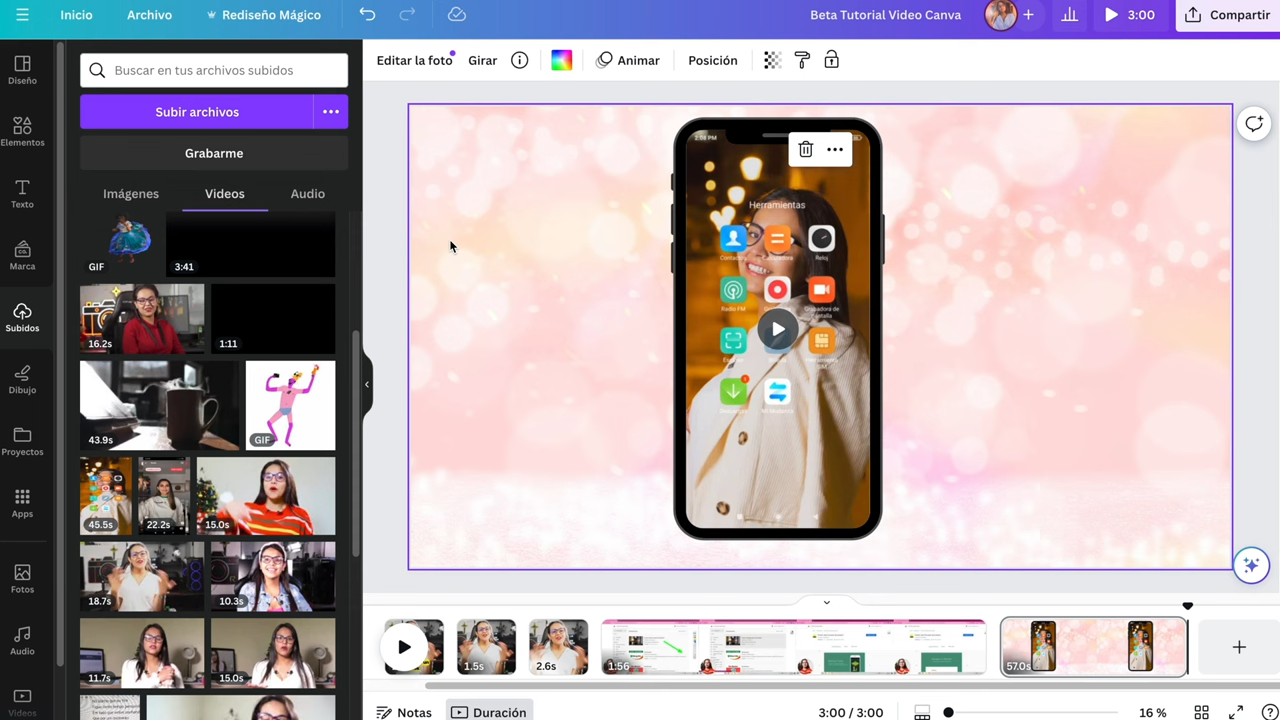 Inicio
Archivo
Rediseño Mágico
Beta Tutorial Video Canva
3:00
Compartir
Diseño
Elementos
Texto
Marca
Subidos
Dibujo
Proyectos
Apps
Fotos
Audio
Videos
Buscar en tus archivos subidos
Subir archivos
Grabarme
Imágenes
Videos
Audio
GIF
3:41
16.2s
1:11
43.9s
GIF
45.5s
22.2s
15.0s
18.7s
10.3s
11.7s
15.0s
Editar la foto
Girar
Animar
Posición
Herramientas
Reloj
Radio FM
1.5s
2.6s
1:56
57.0s
Notas
Duración
3:00 / 3:00
16 %